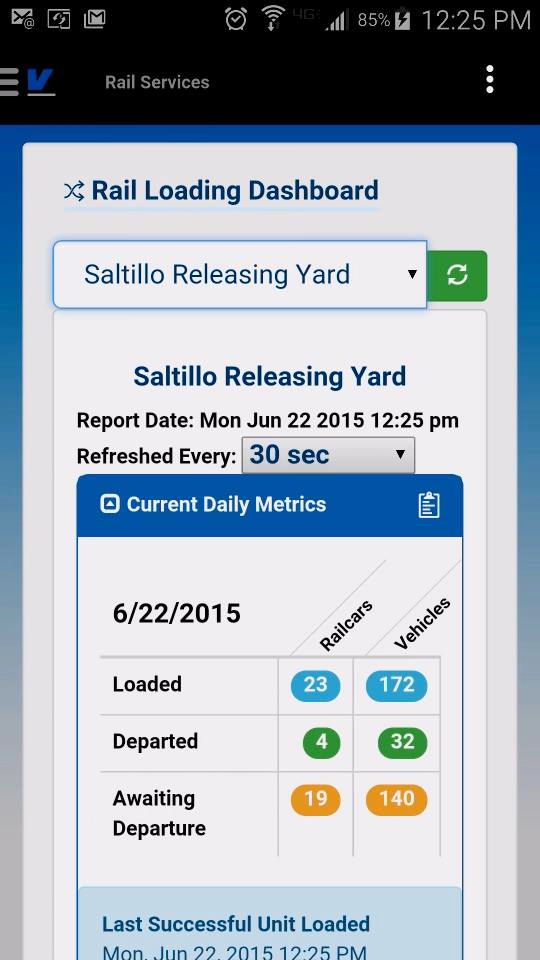 4G 85% 12:25 PM
V Rail Services
Rail Loading Dashboard
Saltillo Releasing Yard
Saltillo Releasing Yard
Report Date: Mon Jun 22 2015 12:25 pm
Refreshed Every: 30 sec
Current Daily Metrics
6/22/2015 Railcars Vehicles
Loaded 23 172
Departed 4 32
Awaiting 19 140
Departure
Last Successful Unit Loaded
Mon, Jun 22, 2015 12:25 PM